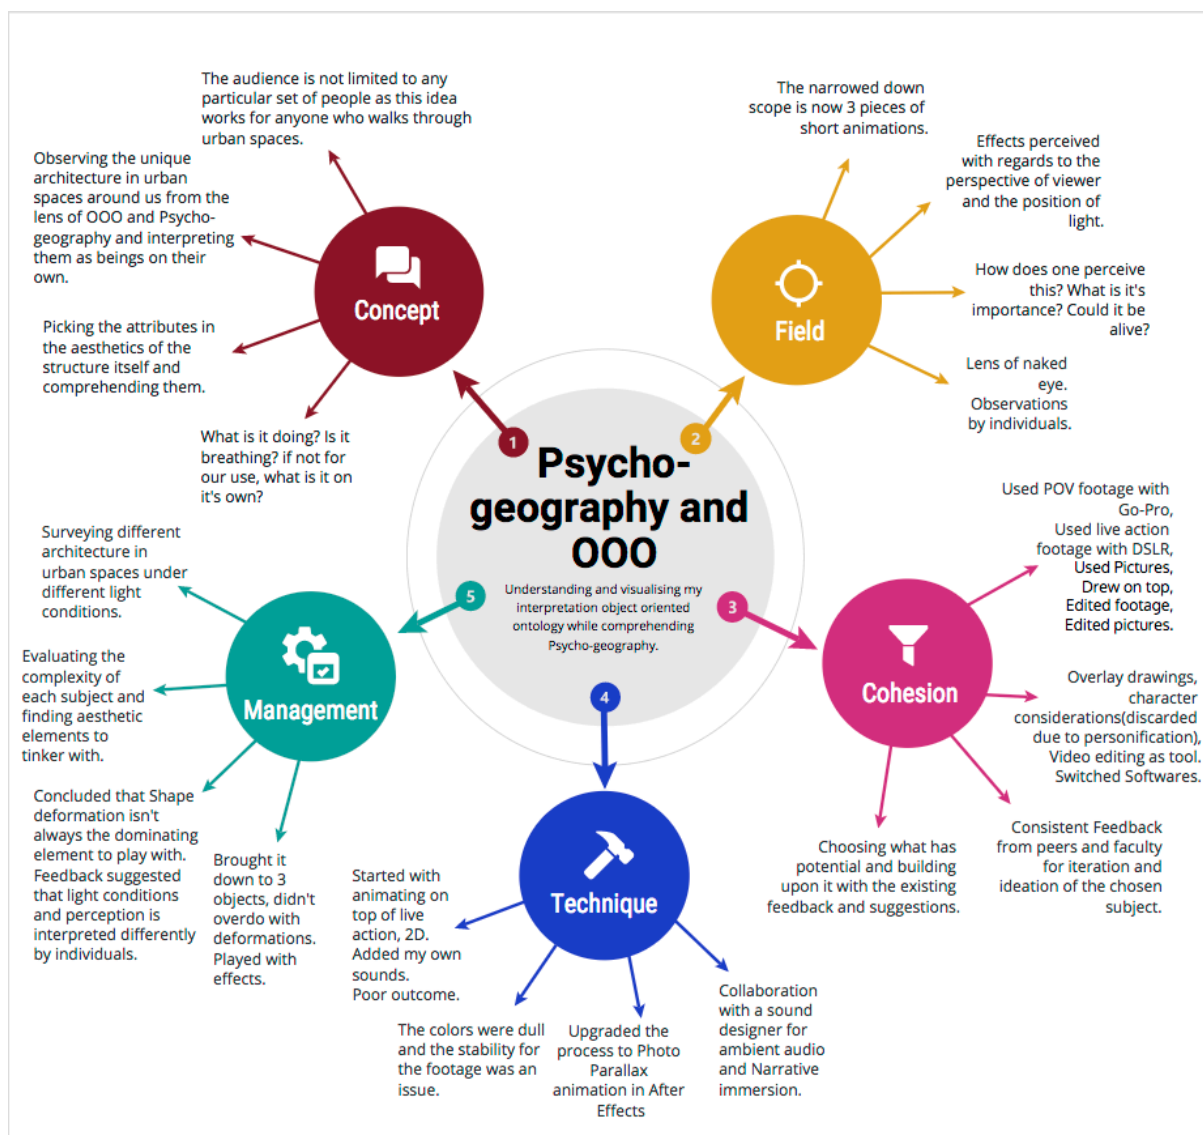 Psycho-
geography and
OOO
Understanding and visualising my
interpretation object oriented
ontology while comprehending
Psycho-geography.
1
Concept
The audience is not limited to any
particular set of people as this idea
works for anyone who walks through
urban spaces.
Observing the unique
architecture in urban
spaces around us from the
lens of OOO and Psycho-
geography and interpreting
them as beings on their
own.
Picking the attributes in
the aesthetics of the
structure itself and
comprehending them.
What is it doing? Is it
breathing? if not for
our use, what is it on
it's own?
2
Field
The narrowed down
scope is now 3 pieces of
short animations.
Effects perceived
with regards to the
perspective of viewer
and the position of
light.
How does one perceive
this? What is it's
importance? Could it be
alive?
Lens of naked
eye.
Observations
by individuals.
3
Cohesion
Used POV footage with
Go-Pro,
Used live action
footage with DSLR,
Used Pictures,
Drew on top,
Edited footage,
Edited pictures.
Overlay drawings,
character
considerations(discarded
due to personification),
Video editing as tool.
Switched Softwares.
Consistent Feedback
from peers and faculty
for iteration and
ideation of the chosen
subject.
Choosing what has
potential and building
upon it with the existing
feedback and suggestions.
4
Technique
Started with
animating on
top of live
action, 2D.
Added my own
sounds.
Poor outcome.
The colors were dull
and the stability for
the footage was an
issue.
Upgraded the
process to Photo
Parallax
animation in After
Effects
Collaboration
with a sound
designer for
ambient audio
and Narrative
immersion.
5
Management
Surveying different
architecture in
urban spaces under
different light
conditions.
Evaluating the
complexity of
each subject and
finding aesthetic
elements to
tinker with.
Concluded that Shape
deformation isn't
always the dominating
element to play with.
Feedback suggested
that light conditions
and perception is
interpreted differently
by individuals.
Brought it
down to 3
objects, didn't
overdo with
deformations.
Played with
effects.